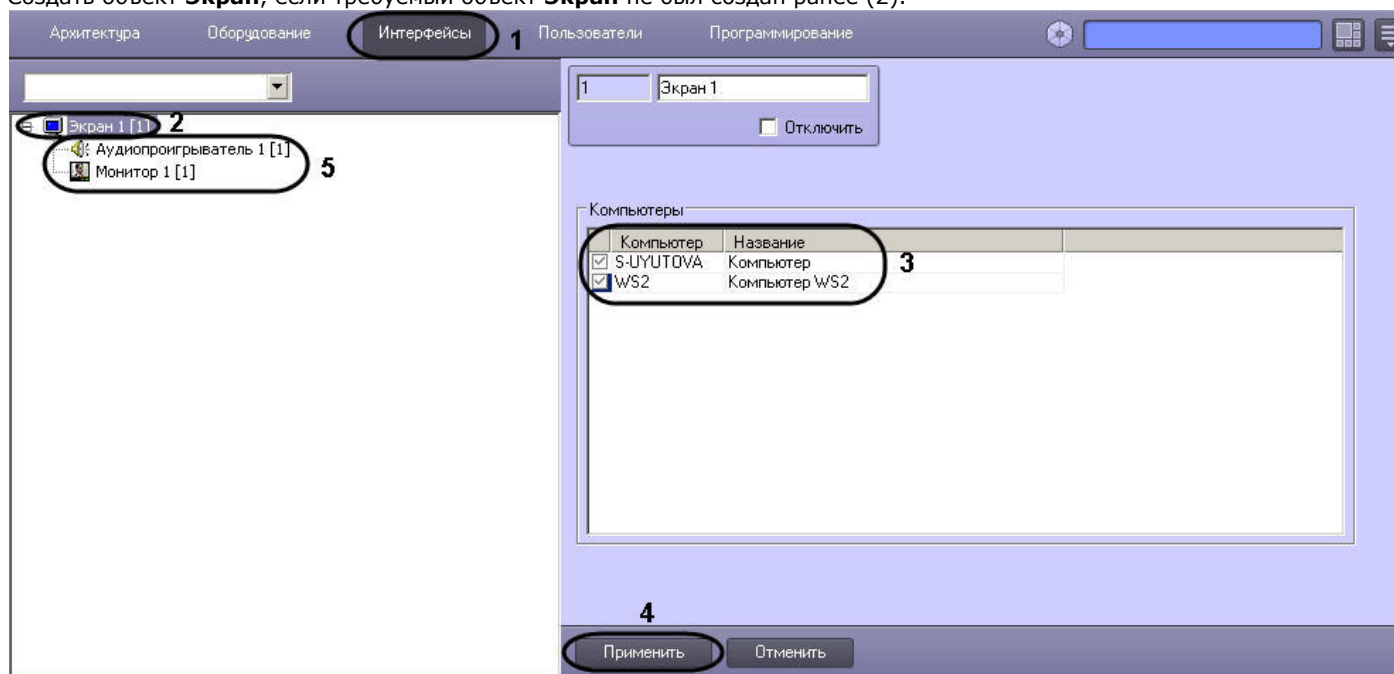 Создать объект Экран, если требуемый объект Экран не был создан ранее (2).
Архитектура Оборудование Интерфейсы 1 Пользователи Программирование
1 Экран 1
Отключить
Экран 1 [1] 2
Аудиопроигрыватель 1 [1]
Монитор 1 [1]
5
Компьютеры
Компьютер Название
S-UYUTOVA Компьютер
WS2 Компьютер WS2
3
4
Применить Отменить